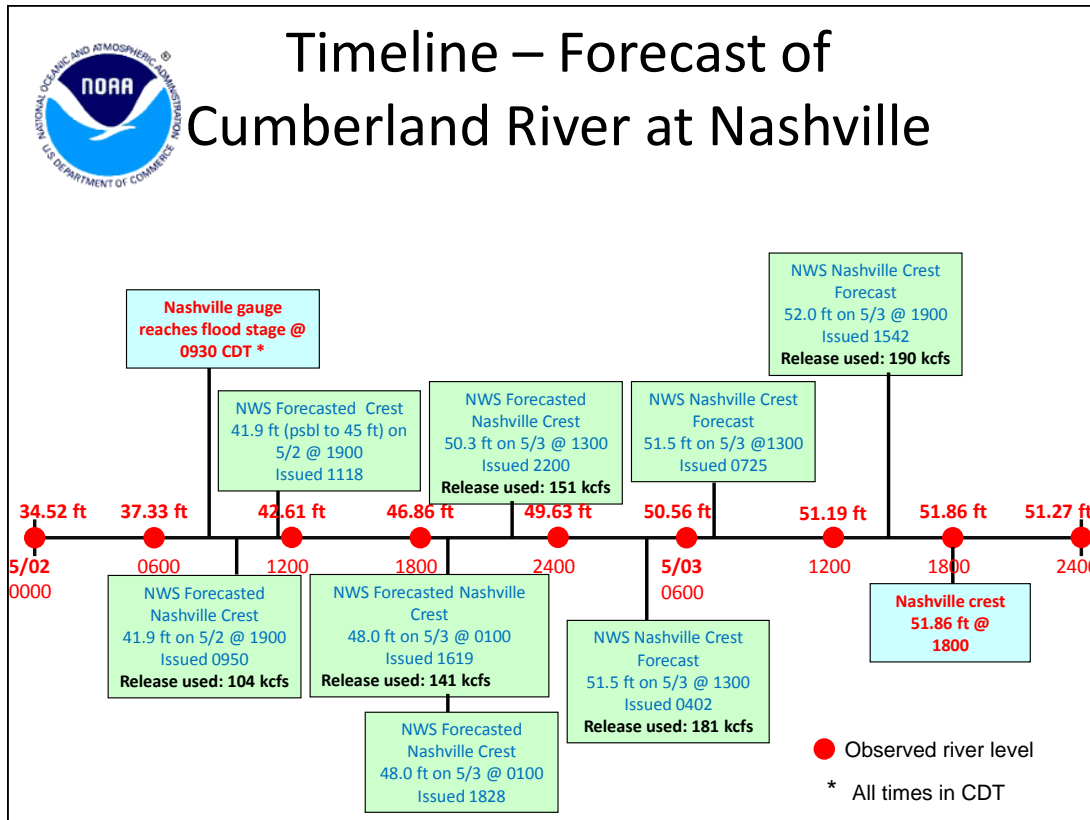 Timeline – Forecast of
Cumberland River at Nashville
NATIONAL OCEANIC AND ATMOSPHERIC ADMINISTRATION
®
NOAA
U.S. DEPARTMENT OF COMMERCE
NWS Nashville Crest
Forecast
52.0 ft on 5/3 @ 1900
Issued 1542
Release used: 190 kcfs
Nashville gauge
reaches flood stage @
0930 CDT *
NWS Forecasted  Crest
41.9 ft (psbl to 45 ft) on
5/2 @ 1900
Issued 1118
NWS Forecasted
Nashville Crest
50.3 ft on 5/3 @ 1300
Issued 2200
Release used: 151 kcfs
NWS Nashville Crest
Forecast
51.5 ft on 5/3 @1300
Issued 0725
34.52 ft
37.33 ft
42.61 ft
46.86 ft
49.63 ft
50.56 ft
51.19 ft
51.86 ft
51.27 ft
5/02
0000
0600
1200
1800
2400
5/03
0600
1200
1800
2400
NWS Forecasted
Nashville Crest
41.9 ft on 5/2 @ 1900
Issued 0950
Release used: 104 kcfs
NWS Forecasted Nashville
Crest
48.0 ft on 5/3 @ 0100
Issued 1619
Release used: 141 kcfs
NWS Forecasted
Nashville Crest
48.0 ft on 5/3 @ 0100
Issued 1828
NWS Nashville Crest
Forecast
51.5 ft on 5/3 @ 1300
Issued 0402
Release used: 181 kcfs
Nashville crest
51.86 ft @
1800
Observed river level
* All times in CDT